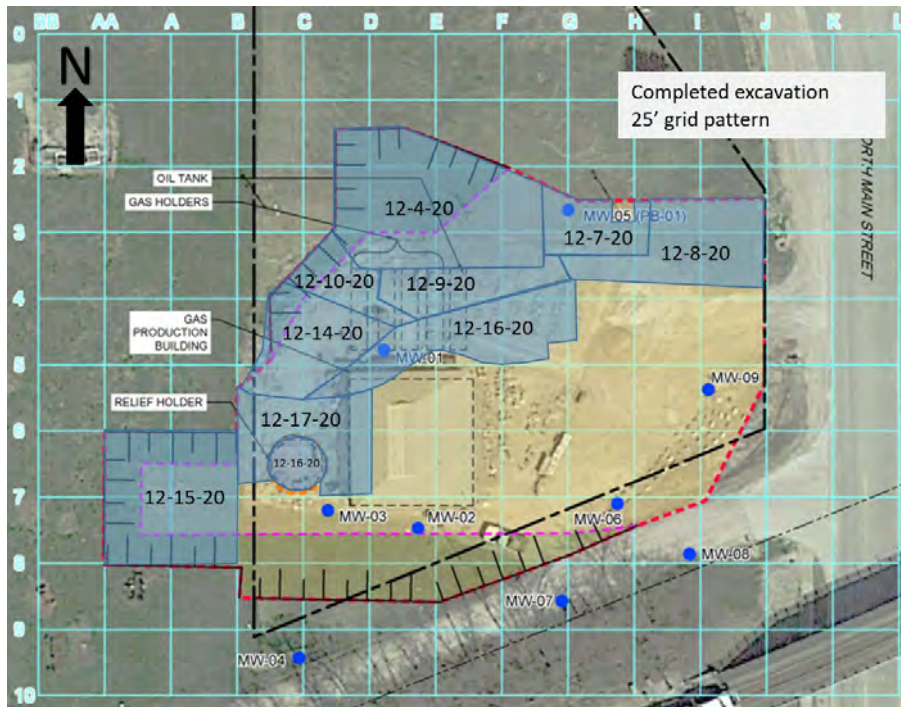 BB AA A B C D E F G H I J K L
0
1
2
3
4
5
6
7
8
9
10
N
Completed excavation
25' grid pattern
NORTH MAIN STREET
OIL TANK
GAS HOLDERS
GAS
PRODUCTION
BUILDING
RELIEF HOLDER
12-4-20
MW-05 (PB-01)
12-7-20
12-8-20
12-10-20
12-9-20
12-14-20
12-16-20
MW-01
MW-09
12-17-20
12-16-20
12-15-20
MW-03
MW-02
MW-06
MW-08
MW-07
MW-04